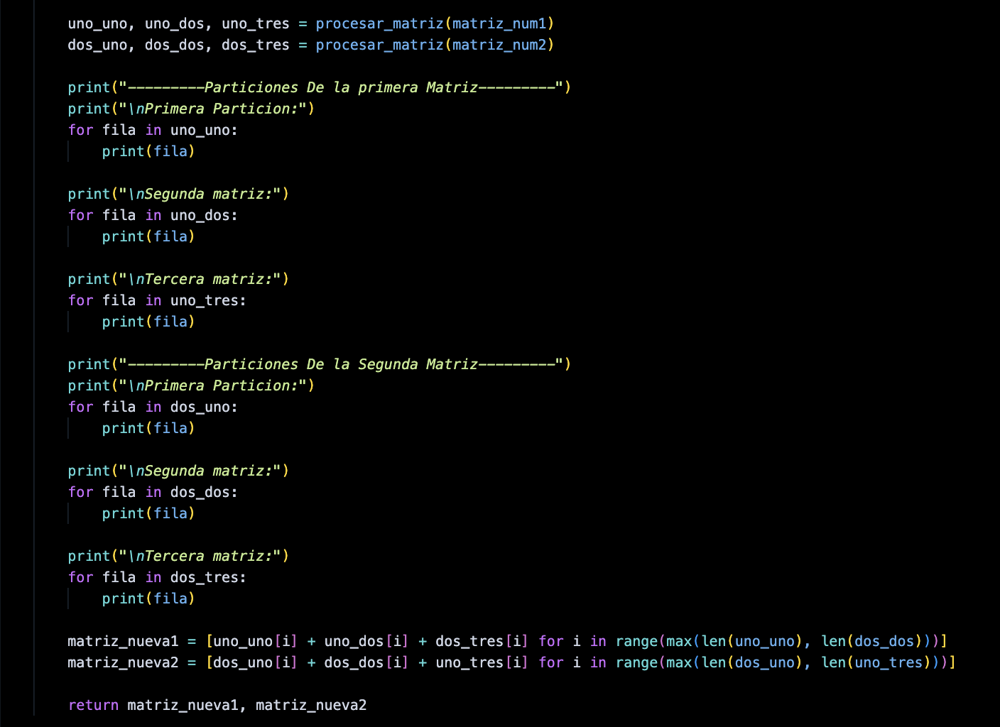 uno_uno, uno_dos, uno_tres = procesar_matriz(matriz_num1)
dos_uno, dos_dos, dos_tres = procesar_matriz(matriz_num2)
print("---------Particiones De la primera Matriz---------")
print("\nPrimera Particion:")
for fila in uno_uno:
    print(fila)
print("\nSegunda matriz:")
for fila in uno_dos:
    print(fila)
print("\nTercera matriz:")
for fila in uno_tres:
    print(fila)
print("---------Particiones De la Segunda Matriz---------")
print("\nPrimera Particion:")
for fila in dos_uno:
    print(fila)
print("\nSegunda matriz:")
for fila in dos_dos:
    print(fila)
print("\nTercera matriz:")
for fila in dos_tres:
    print(fila)
matriz_nueva1 = [uno_uno[i] + uno_dos[i] + dos_tres[i] for i in range(max(len(uno_uno), len(dos_dos)))]
matriz_nueva2 = [dos_uno[i] + dos_dos[i] + uno_tres[i] for i in range(max(len(dos_uno), len(uno_tres)))]
return matriz_nueva1, matriz_nueva2